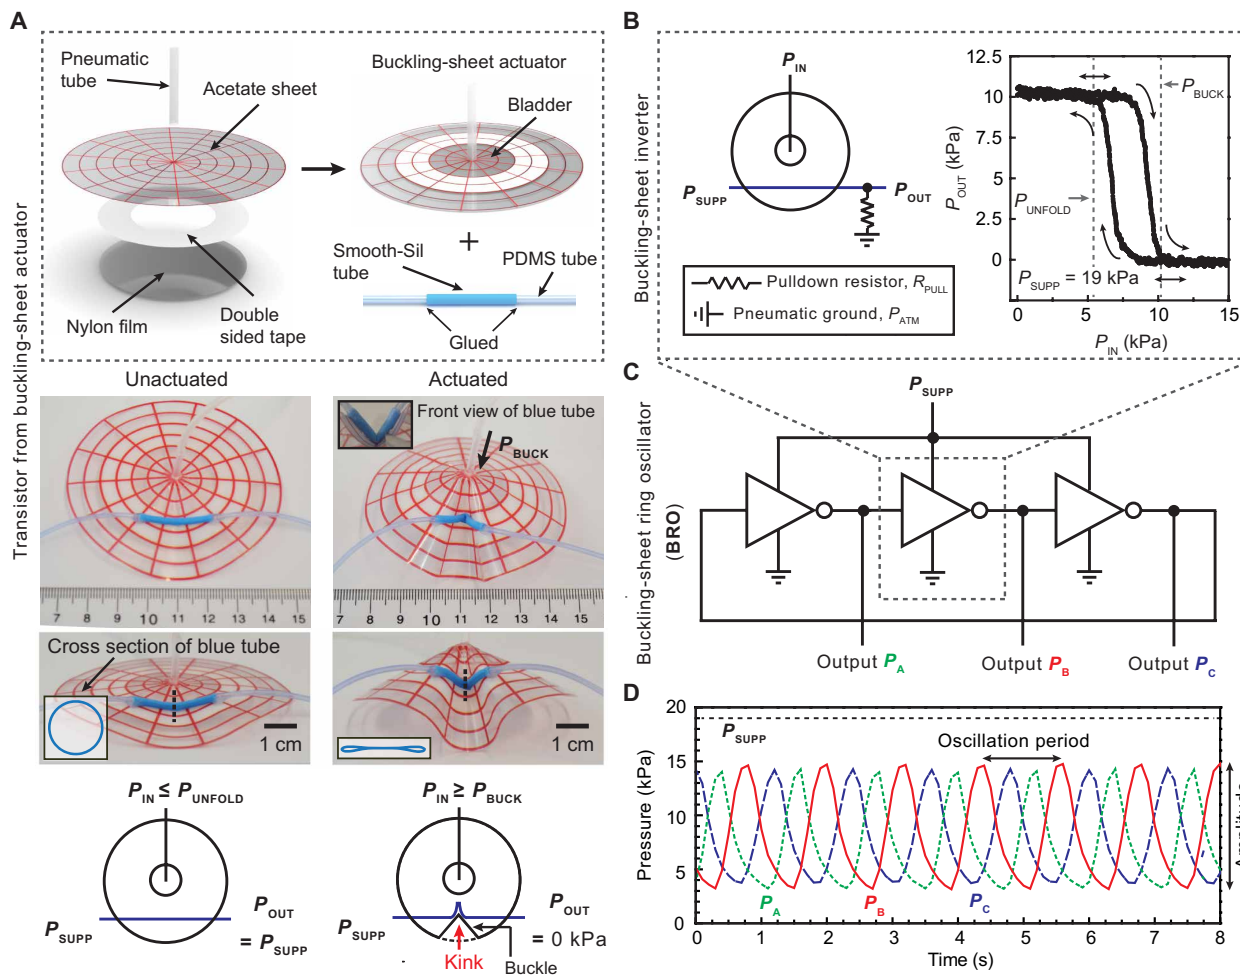 A
Pneumatic
tube
Acetate sheet
Buckling-sheet actuator
Bladder
Smooth-Sil
tube
PDMS tube
Nylon film
Double
sided tape
Glued
Transistor from buckling-sheet actuator
Unactuated
Actuated
Front view of blue tube
P_BUCK
7 8 9 10 11 12 13 14 15
7 8 9 10 11 12 13 14 15
Cross section of blue tube
1 cm
1 cm
P_IN ≤ P_UNFOLD
P_IN ≥ P_BUCK
P_SUPP
P_OUT
= P_SUPP
P_SUPP
P_OUT
= 0 kPa
Kink
Buckle
B
Buckling-sheet inverter
P_IN
P_SUPP
P_OUT
Pulldown resistor, R_PULL
Pneumatic ground, P_ATM
12.5
10
7.5
5
2.5
0
P_OUT (kPa)
P_BUCK
P_UNFOLD
P_SUPP = 19 kPa
0 5 10 15
P_IN (kPa)
C
Buckling-sheet ring oscillator
(BRO)
P_SUPP
Output P_A
Output P_B
Output P_C
D
20
15
10
5
0
Pressure (kPa)
P_SUPP
Oscillation period
Amplitude
P_A
P_B
P_C
0 1 2 3 4 5 6 7 8
Time (s)